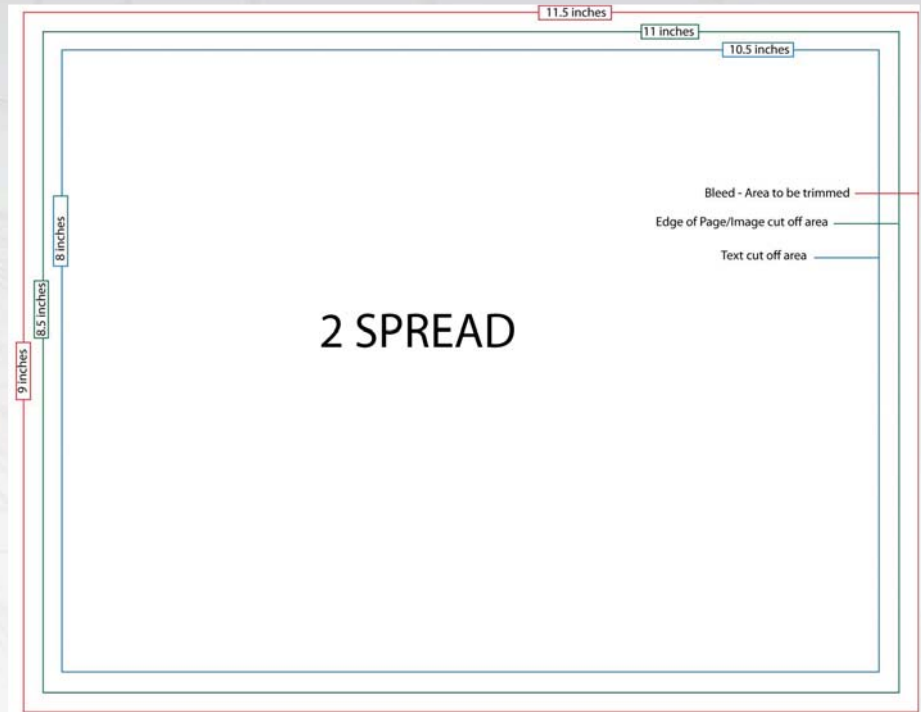 11.5 inches
11 inches
10.5 inches
Bleed - Area to be trimmed
Edge of Page/Image cut off area
Text cut off area
8 inches
8.5 inches
9 inches
2 SPREAD